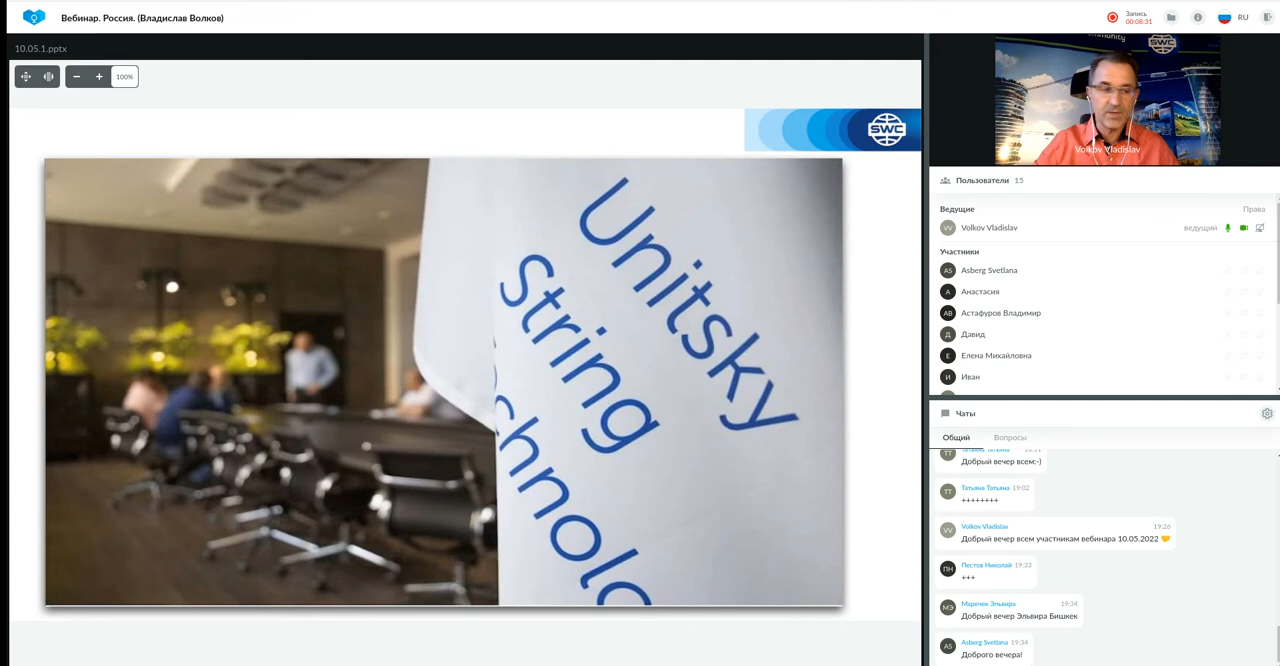 Вебинар. Россия. (Владислав Волков)
Запись
00:08:31
RU
10.05.1.pptx
100%
SWC
Unitsky
String
chnolo
SWC
Volkov Vladislav
Пользователи 15
Ведущие
Права
VV Volkov Vladislav ведущий
Участники
AS Asberg Svetlana
А Анастасия
АВ Астафуров Владимир
Д Давид
Е Елена Михайловна
И Иван
Чаты
Общий
Вопросы
ТТ
Добрый вечер всем:-)
ТТ Татьяна Татьяна 19:02
++++++++
VV Volkov Vladislav 19:26
Добрый вечер всем участникам вебинара 10.05.2022 🤝
ПН Пестов Николай 19:33
+++
МЭ Маречек Эльвира 19:34
Добрый вечер Эльвира Бишкек
AS Asberg Svetlana 19:34
Доброго вечера!